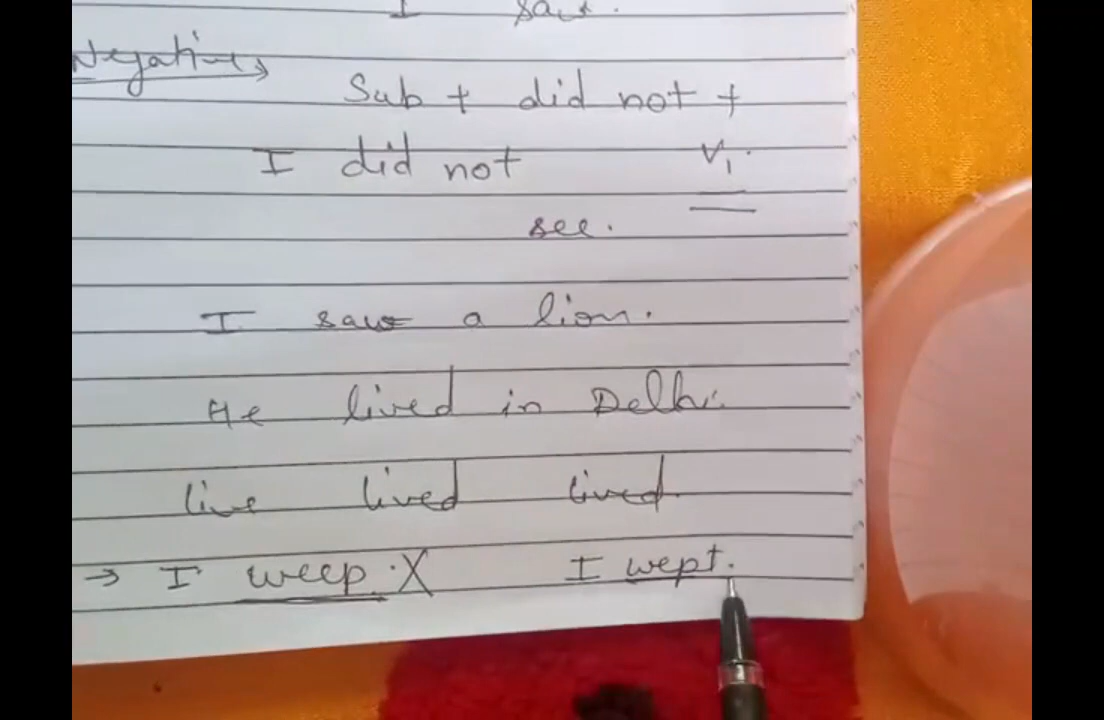 I saw.
Negative→
Sub + did not +
I did not V₁.
see.
I saw a lion.
He lived in Delhi.
live lived lived.
→ I weep. X I wept.